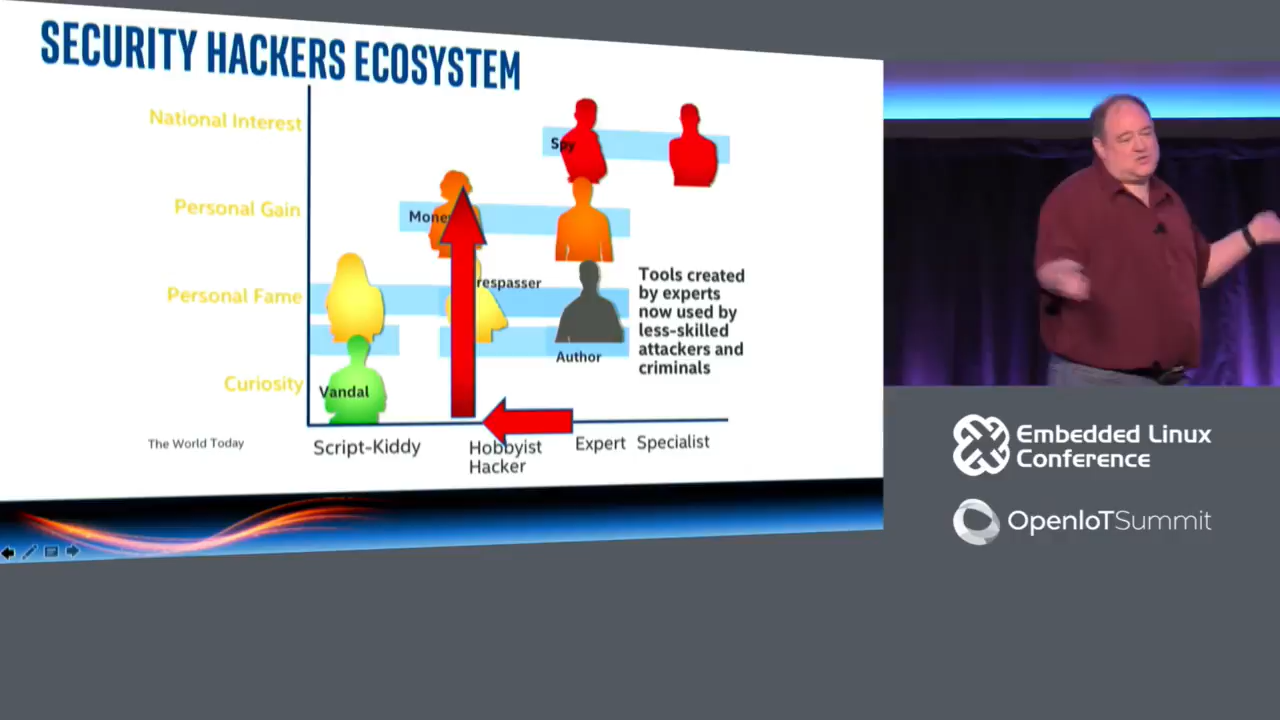 SECURITY HACKERS ECOSYSTEM
National Interest
Spy
Personal Gain
Mone
Personal Fame
respasser
Tools created
by experts
now used by
less-skilled
attackers and
criminals
Author
Curiosity
Vandal
The World Today
Script-Kiddy
Hobbyist
Hacker
Expert
Specialist
Embedded Linux
Conference
OpenIoTSummit